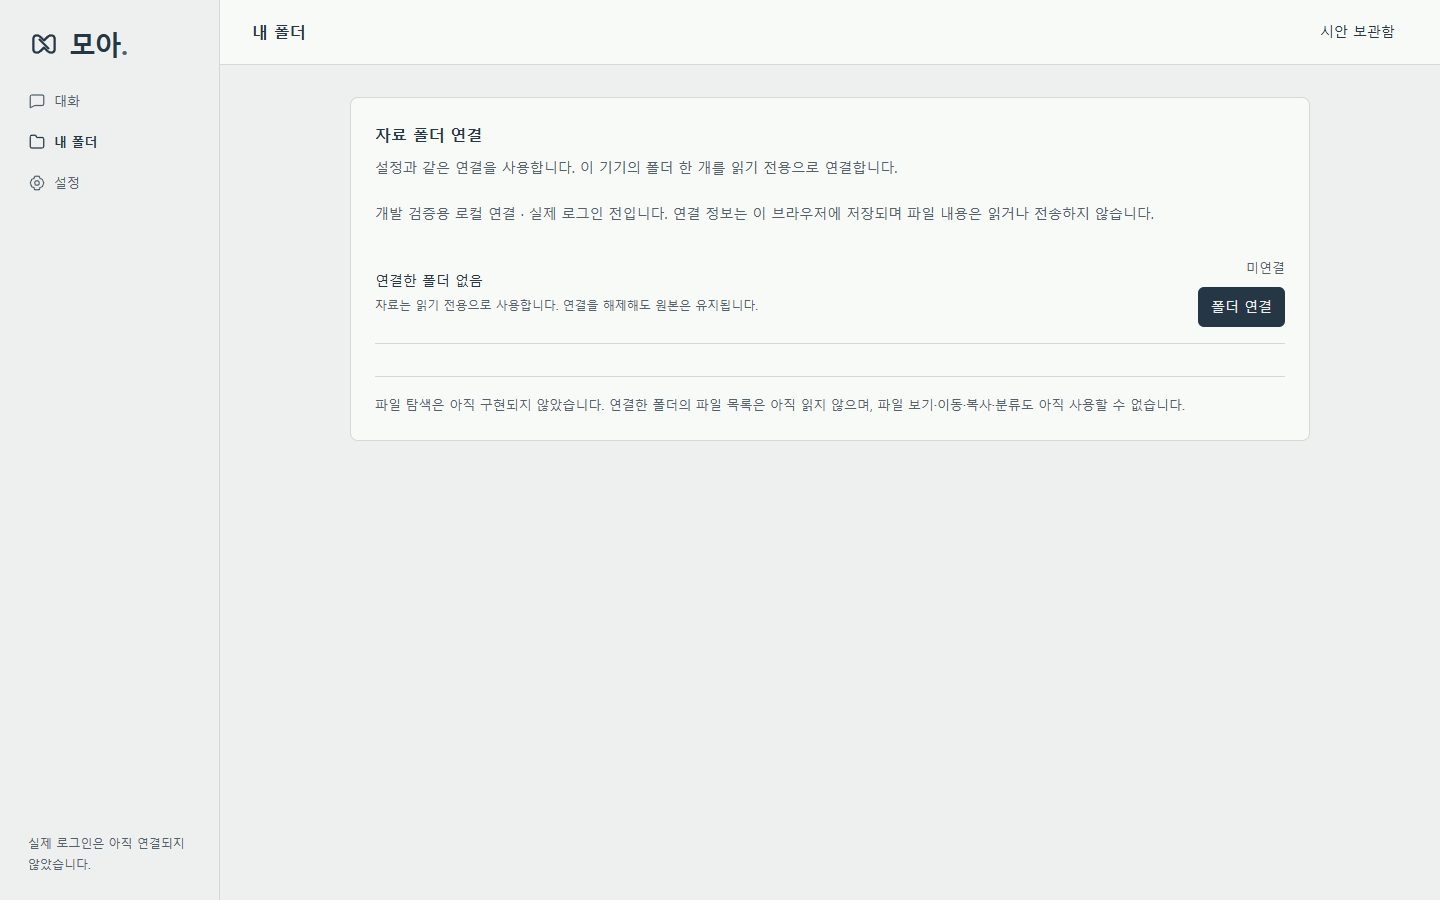 모아.
대화
내 폴더
설정
실제 로그인은 아직 연결되지
않았습니다.
내 폴더
시안 보관함
자료 폴더 연결
설정과 같은 연결을 사용합니다. 이 기기의 폴더 한 개를 읽기 전용으로 연결합니다.
개발 검증용 로컬 연결 · 실제 로그인 전입니다. 연결 정보는 이 브라우저에 저장되며 파일 내용은 읽거나 전송하지 않습니다.
연결한 폴더 없음
자료는 읽기 전용으로 사용합니다. 연결을 해제해도 원본은 유지됩니다.
미연결
폴더 연결
파일 탐색은 아직 구현되지 않았습니다. 연결한 폴더의 파일 목록은 아직 읽지 않으며, 파일 보기·이동·복사·분류도 아직 사용할 수 없습니다.